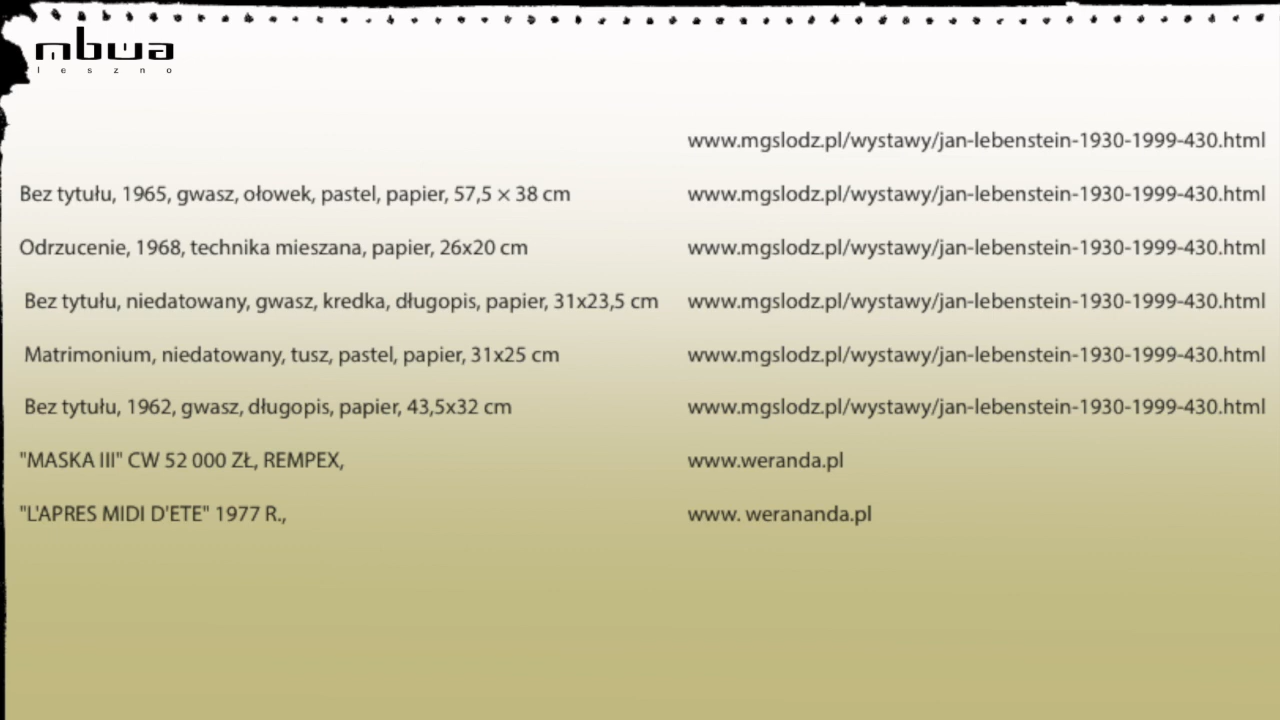 mbwa
leszno
www.mgslodz.pl/wystawy/jan-lebenstein-1930-1999-430.html
Bez tytułu, 1965, gwasz, ołowek, pastel, papier, 57,5 × 38 cm www.mgslodz.pl/wystawy/jan-lebenstein-1930-1999-430.html
Odrzucenie, 1968, technika mieszana, papier, 26x20 cm www.mgslodz.pl/wystawy/jan-lebenstein-1930-1999-430.html
Bez tytułu, niedatowany, gwasz, kredka, długopis, papier, 31x23,5 cm www.mgslodz.pl/wystawy/jan-lebenstein-1930-1999-430.html
Matrimonium, niedatowany, tusz, pastel, papier, 31x25 cm www.mgslodz.pl/wystawy/jan-lebenstein-1930-1999-430.html
Bez tytułu, 1962, gwasz, długopis, papier, 43,5x32 cm www.mgslodz.pl/wystawy/jan-lebenstein-1930-1999-430.html
"MASKA III" CW 52 000 ZŁ, REMPEX, www.weranda.pl
"L'APRES MIDI D'ETE" 1977 R., www. werananda.pl